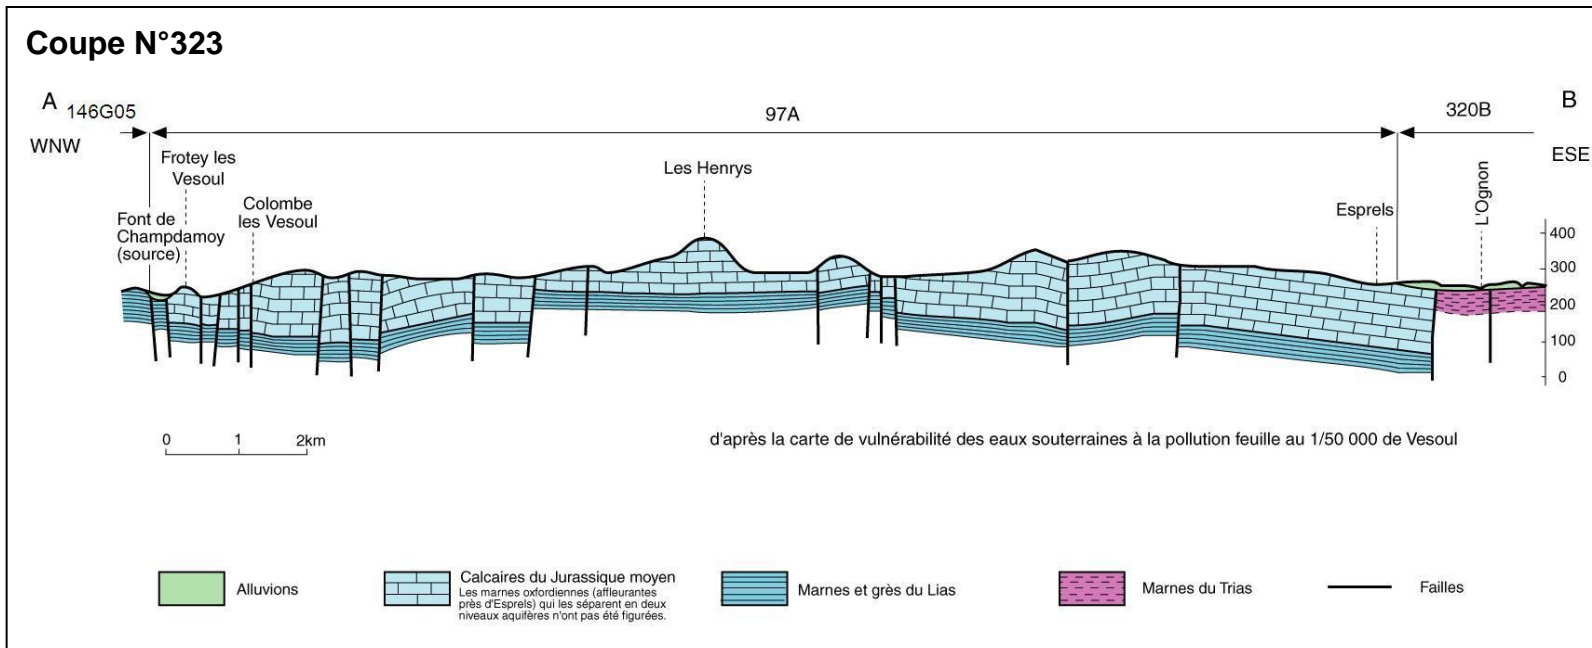 Coupe N°323
A
146G05
97A
320B
B
WNW
ESE
Frotey les
Vesoul
Les Henrys
L'Ognon
Colombe
les Vesoul
Esprels
Font de
Champdamoy
(source)
400
300
200
100
0
0 1 2km
d'après la carte de vulnérabilité des eaux souterraines à la pollution feuille au 1/50 000 de Vesoul
Alluvions
Calcaires du Jurassique moyen
Les marnes oxfordiennes (affleurantes
près d'Esprels) qui les séparent en deux
niveaux aquifères n'ont pas été figurées.
Marnes et grès du Lias
Marnes du Trias
Failles